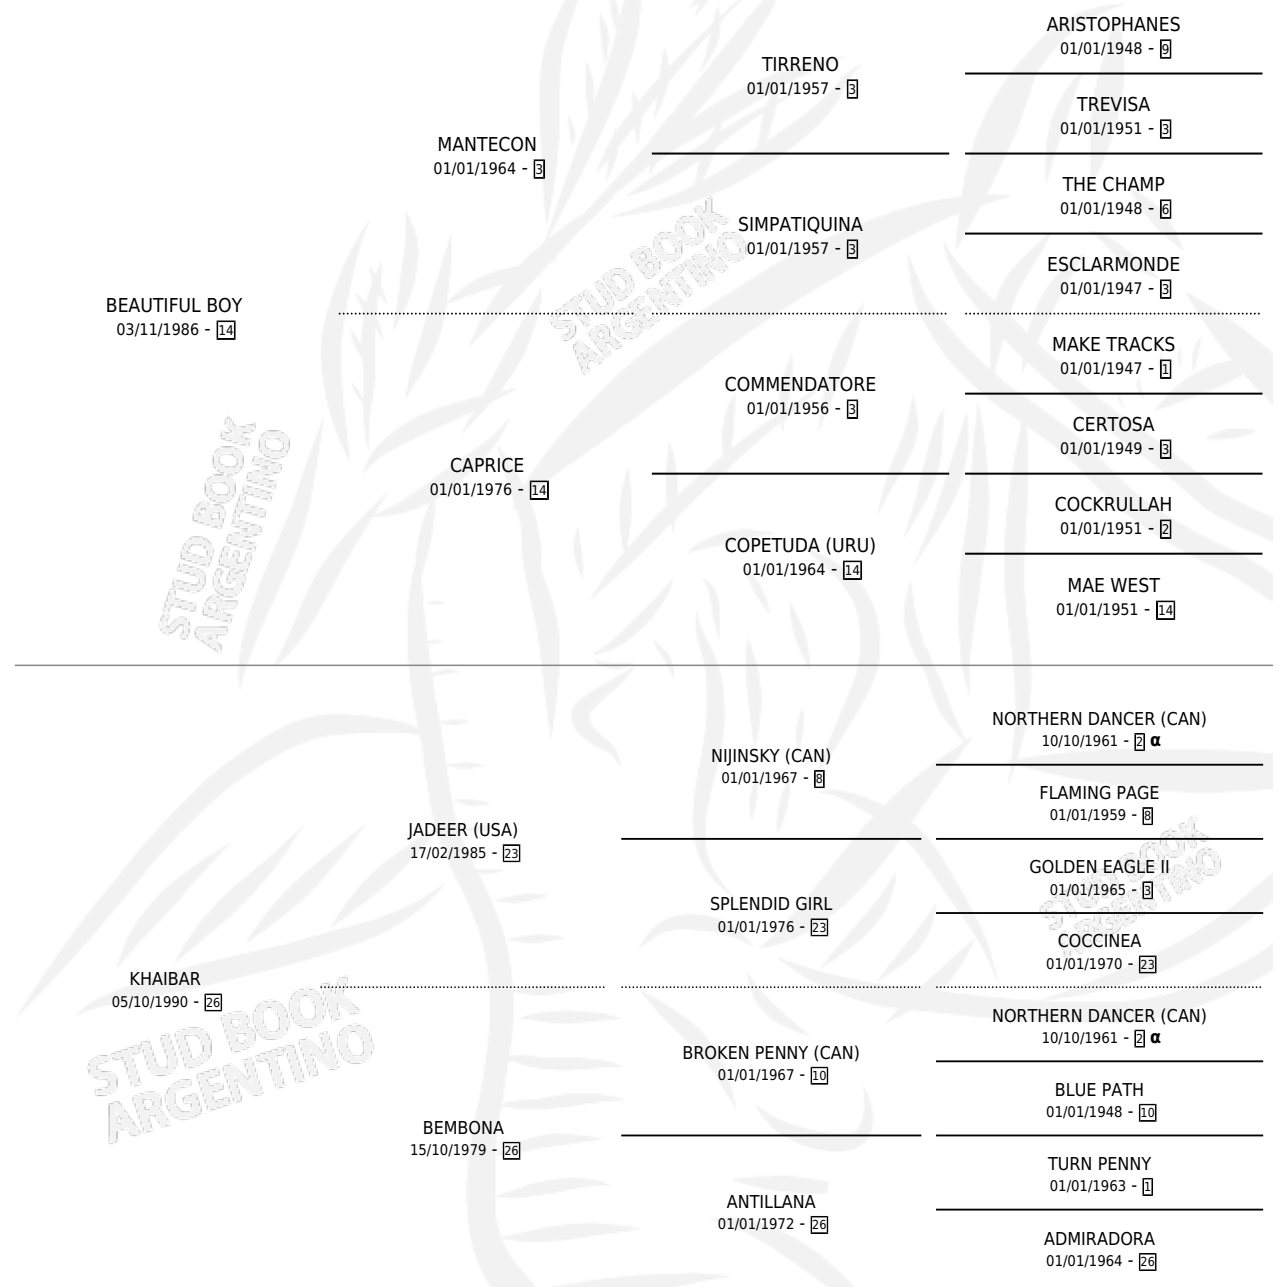 ARISTOPHANES
01/01/1948 - 9
TIRRENO
01/01/1957 - 3
TREVISA
01/01/1951 - 3
MANTECON
01/01/1964 - 3
THE CHAMP
01/01/1948 - 6
SIMPATIQUINA
01/01/1957 - 3
ESCLARMONDE
01/01/1947 - 3
BEAUTIFUL BOY
03/11/1986 - 14
MAKE TRACKS
01/01/1947 - 1
COMMENDATORE
01/01/1956 - 3
CERTOSA
01/01/1949 - 3
CAPRICE
01/01/1976 - 14
COCKRULLAH
01/01/1951 - 2
COPETUDA (URU)
01/01/1964 - 14
MAE WEST
01/01/1951 - 14
STUD BOOK
ARGENTINO
STUD BOOK
ARGENTINO
NORTHERN DANCER (CAN)
10/10/1961 - 2 α
NIJINSKY (CAN)
01/01/1967 - 8
FLAMING PAGE
01/01/1959 - 8
JADEER (USA)
17/02/1985 - 23
GOLDEN EAGLE II
01/01/1965 - 3
SPLENDID GIRL
01/01/1976 - 23
COCCINEA
01/01/1970 - 23
KHAIBAR
05/10/1990 - 26
NORTHERN DANCER (CAN)
10/10/1961 - 2 α
BROKEN PENNY (CAN)
01/01/1967 - 10
BLUE PATH
01/01/1948 - 10
BEMBONA
15/10/1979 - 26
TURN PENNY
01/01/1963 - 1
ANTILLANA
01/01/1972 - 26
ADMIRADORA
01/01/1964 - 26
STUD BOOK
ARGENTINO
STUD BOOK
ARGENTINO